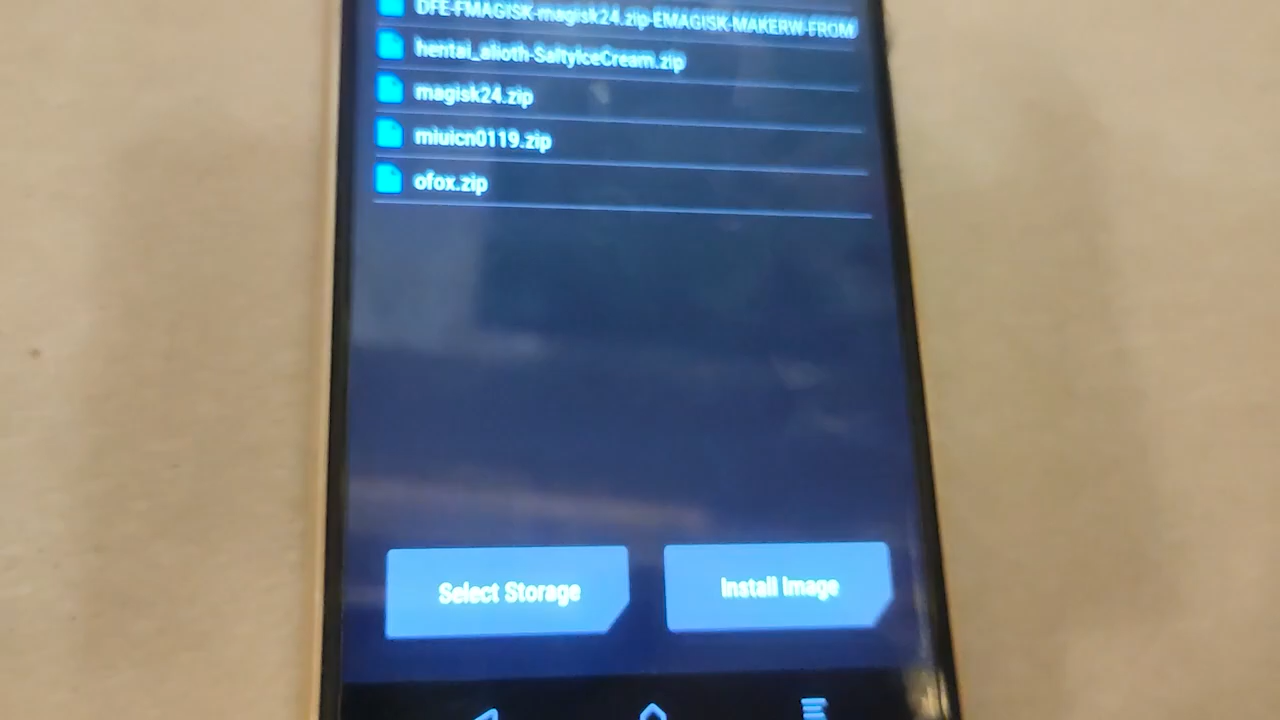 DFE-FMAGISK-magisk24.zip-EMAGISK-MAKERW-FROM
hentai_alioth-SaltyIceCream.zip
magisk24.zip
miuicn0119.zip
ofox.zip
Select Storage
Install Image